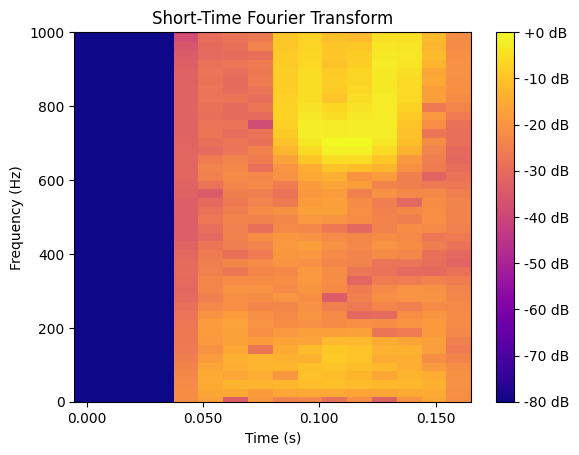 Short-Time Fourier Transform
1000
800
600
400
200
0
Frequency (Hz)
0.000
0.050
0.100
0.150
Time (s)
+0 dB
-10 dB
-20 dB
-30 dB
-40 dB
-50 dB
-60 dB
-70 dB
-80 dB